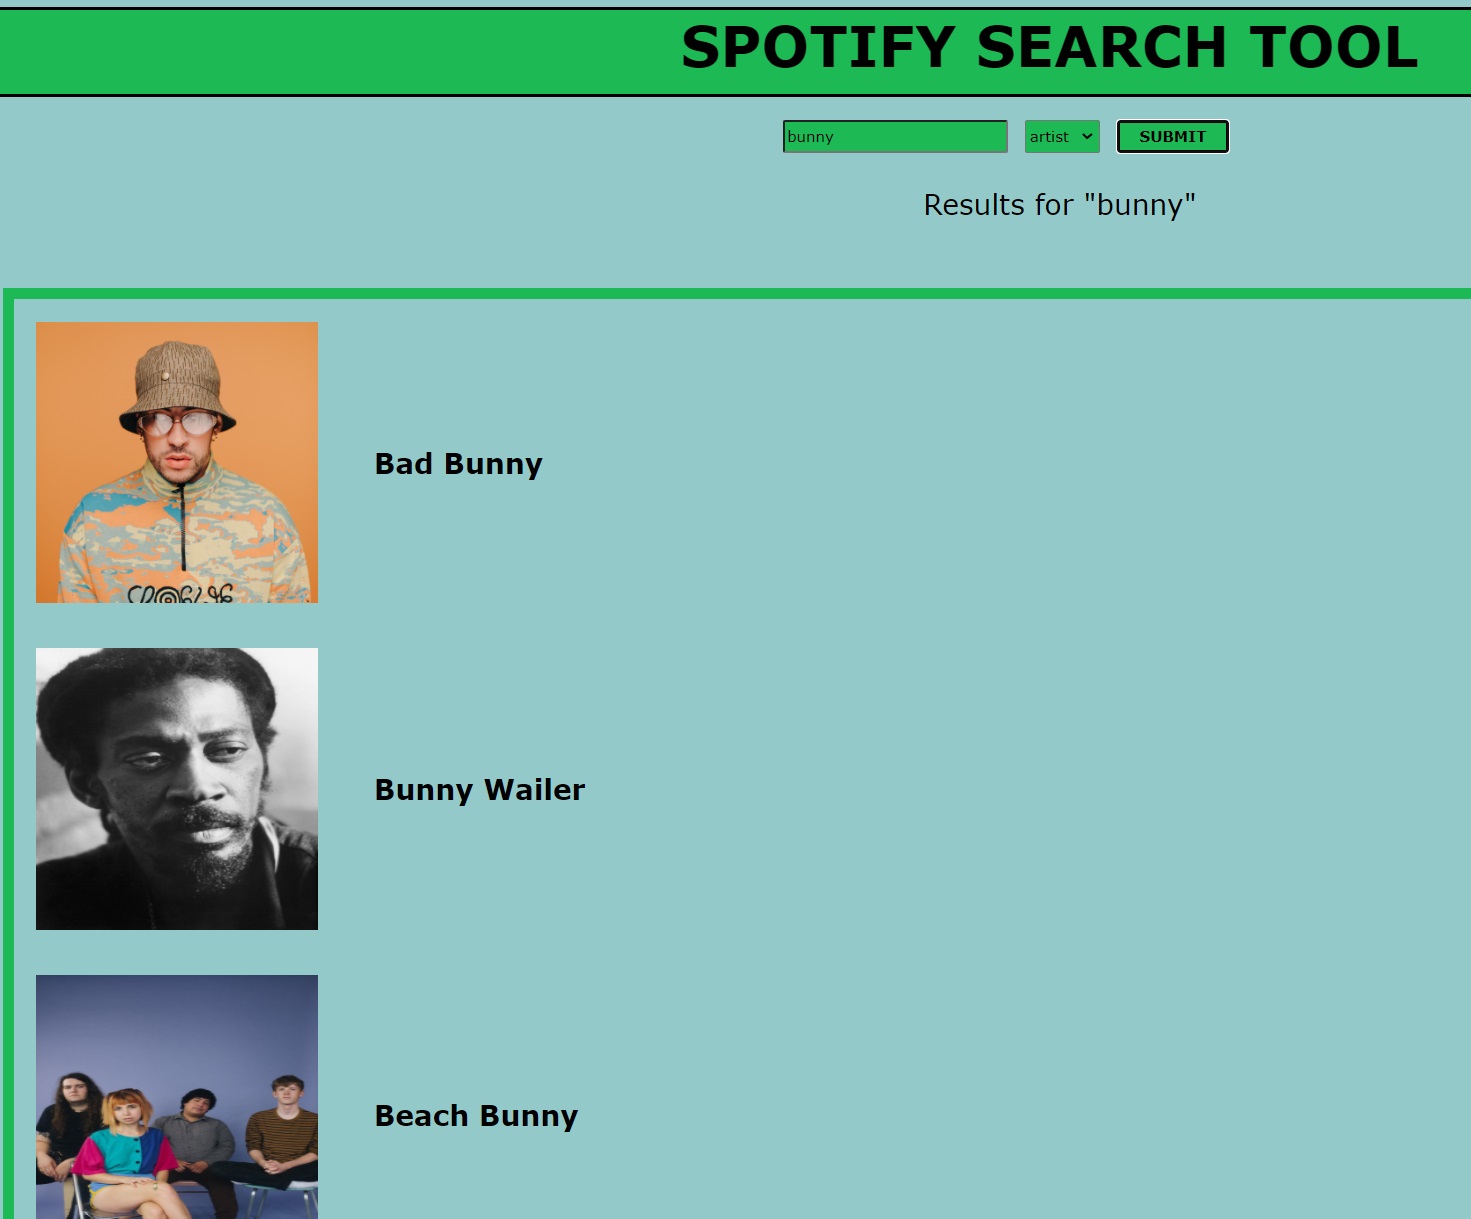 SPOTIFY SEARCH TOOL
bunny artist SUBMIT
Results for "bunny"
Bad Bunny
Bunny Wailer
Beach Bunny